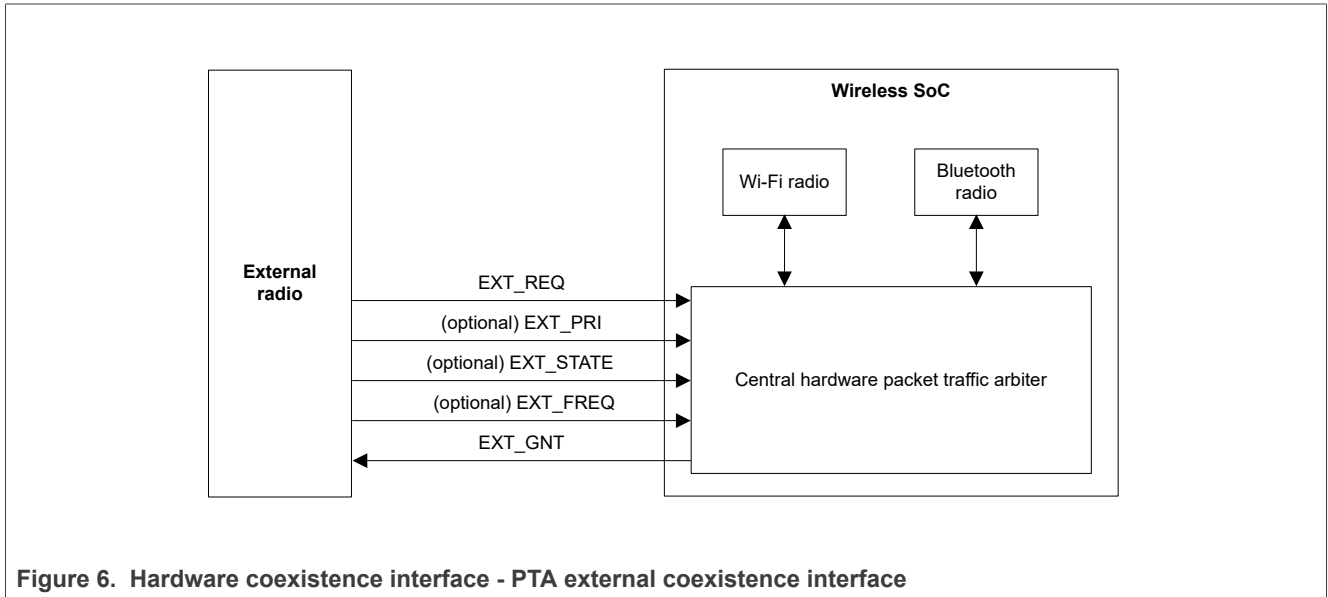 Wireless SoC
Wi-Fi radio
Bluetooth
radio
External
radio
EXT_REQ
(optional) EXT_PRI
(optional) EXT_STATE
(optional) EXT_FREQ
EXT_GNT
Central hardware packet traffic arbiter
Figure 6. Hardware coexistence interface - PTA external coexistence interface